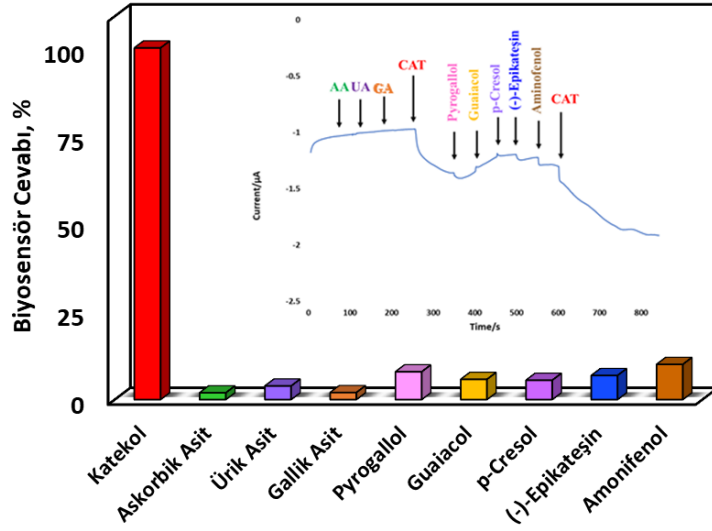 Biyosensör Cevabı, %
100
75
50
25
0
Katekol
Askorbik Asit
Ürik Asit
Gallik Asit
Pyrogallol
Guaiacol
p-Cresol
(-)-Epikateşin
Amonifenol
Current/µA
0
-0.5
-1
-1.5
-2
-2.5
AA UA GA CAT
Pyrogallol
Guaiacol
p-Cresol
(-)-Epikateşin
Aminofenol
CAT
0 100 200 300 400 500 600 700 800
Time/s